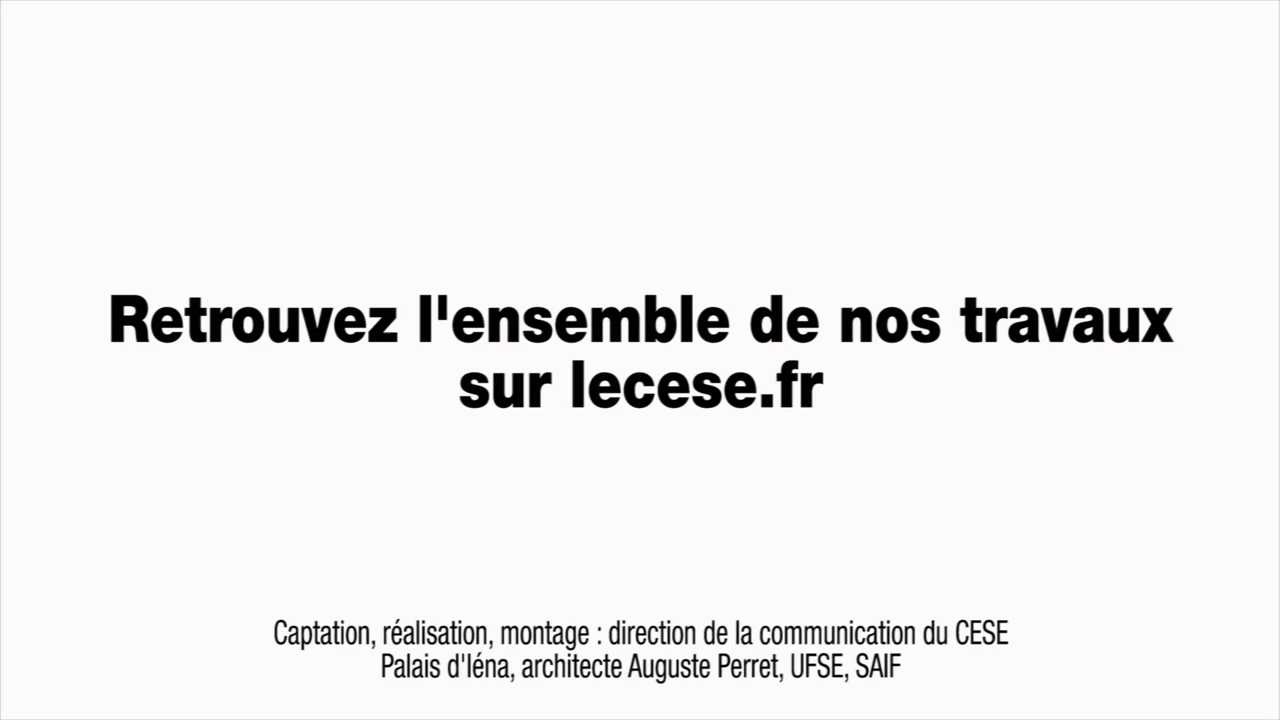 Retrouvez l'ensemble de nos travaux
sur lecese.fr
Captation, réalisation, montage : direction de la communication du CESE
Palais d'Iéna, architecte Auguste Perret, UFSE, SAIF